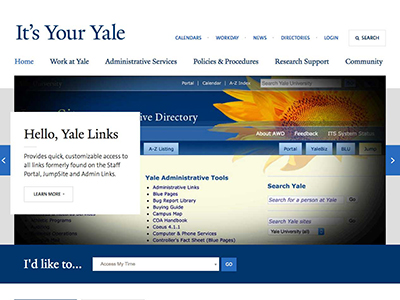 It's Your Yale
CALENDARS WORKDAY NEWS DIRECTORIES LOGIN SEARCH
Home Work at Yale Administrative Services Policies & Procedures Research Support Community
Portal | Calendar | A-Z Index
Search Yale University
ive Directory
About AWO Feedback ITS System Status
A-Z Listing
Portal YaleBiz BLU Jump
Hello, Yale Links
Provides quick, customizable access to
all links formerly found on the Staff
Portal, JumpSite and Admin Links.
LEARN MORE
Yale Administrative Tools
Administrative Links
Blue Pages
Bug Report Library
Buying Guide
Campus Map
COA Handbook
Coeus 4.1.1
Computer & Phone Services
Controller's Fact Sheet (Blue Pages)
Search Yale
Search for a person at Yale Go
Search Yale sites Go
Yale University (all)
I'd like to...
Access My Time
GO